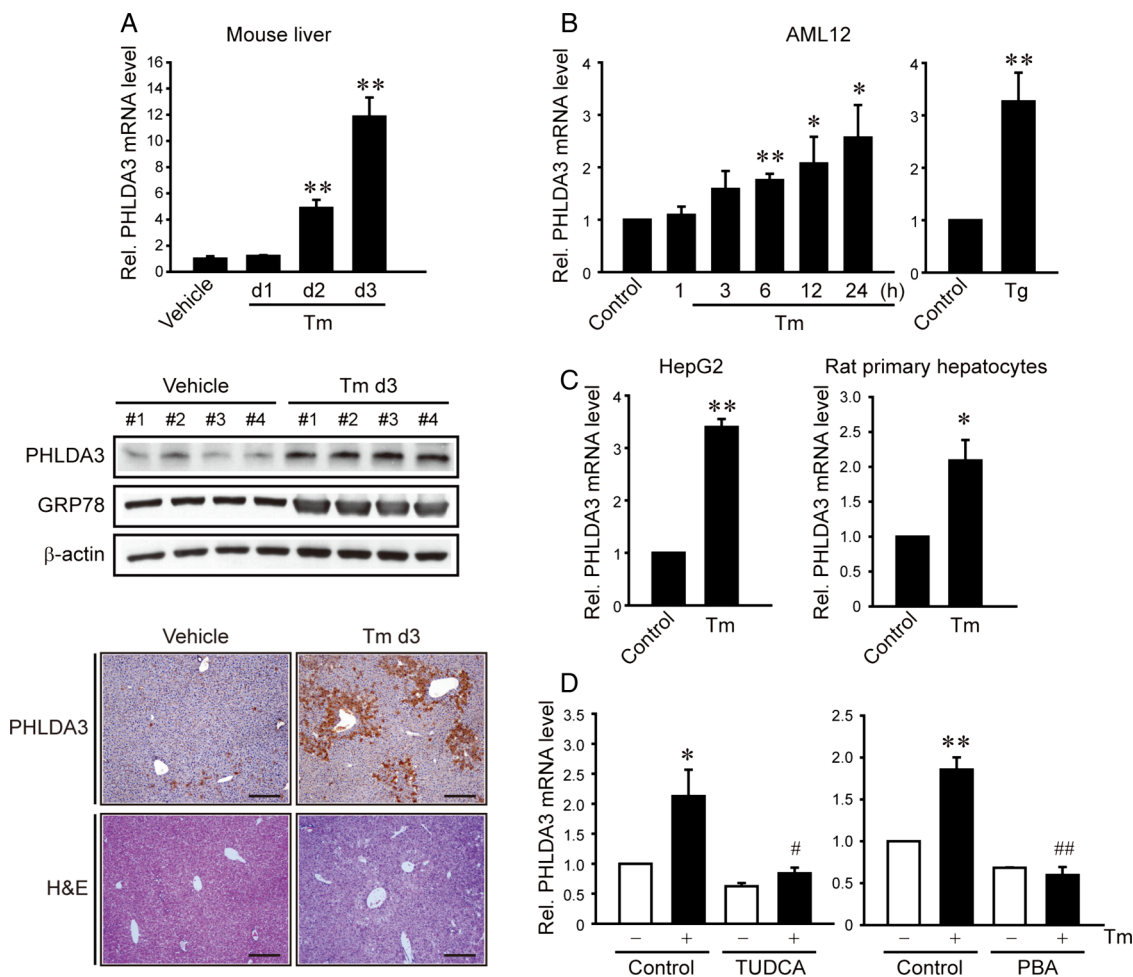 A
Mouse liver
Rel. PHLDA3 mRNA level
16
14
12
10
8
6
4
2
0
**
**
Vehicle
d1 d2 d3
Tm
Vehicle Tm d3
#1 #2 #3 #4 #1 #2 #3 #4
PHLDA3
GRP78
β-actin
Vehicle Tm d3
PHLDA3
H&E
B
AML12
Rel. PHLDA3 mRNA level
4
3
2
1
0
**
*
*
Control
1 3 6 12 24 (h)
Tm
4
3
2
1
0
**
Control
Tg
C
HepG2
Rel. PHLDA3 mRNA level
4
3
2
1
0
**
Control
Tm
Rat primary hepatocytes
Rel. PHLDA3 mRNA level
3.0
2.5
2.0
1.5
1.0
0.5
0
*
Control
Tm
D
Rel. PHLDA3 mRNA level
3.5
3.0
2.5
2.0
1.5
1.0
0.5
0
*
#
− + − +
Control TUDCA
2.5
2.0
1.5
1.0
0.5
0
**
##
− + − + Tm
Control PBA